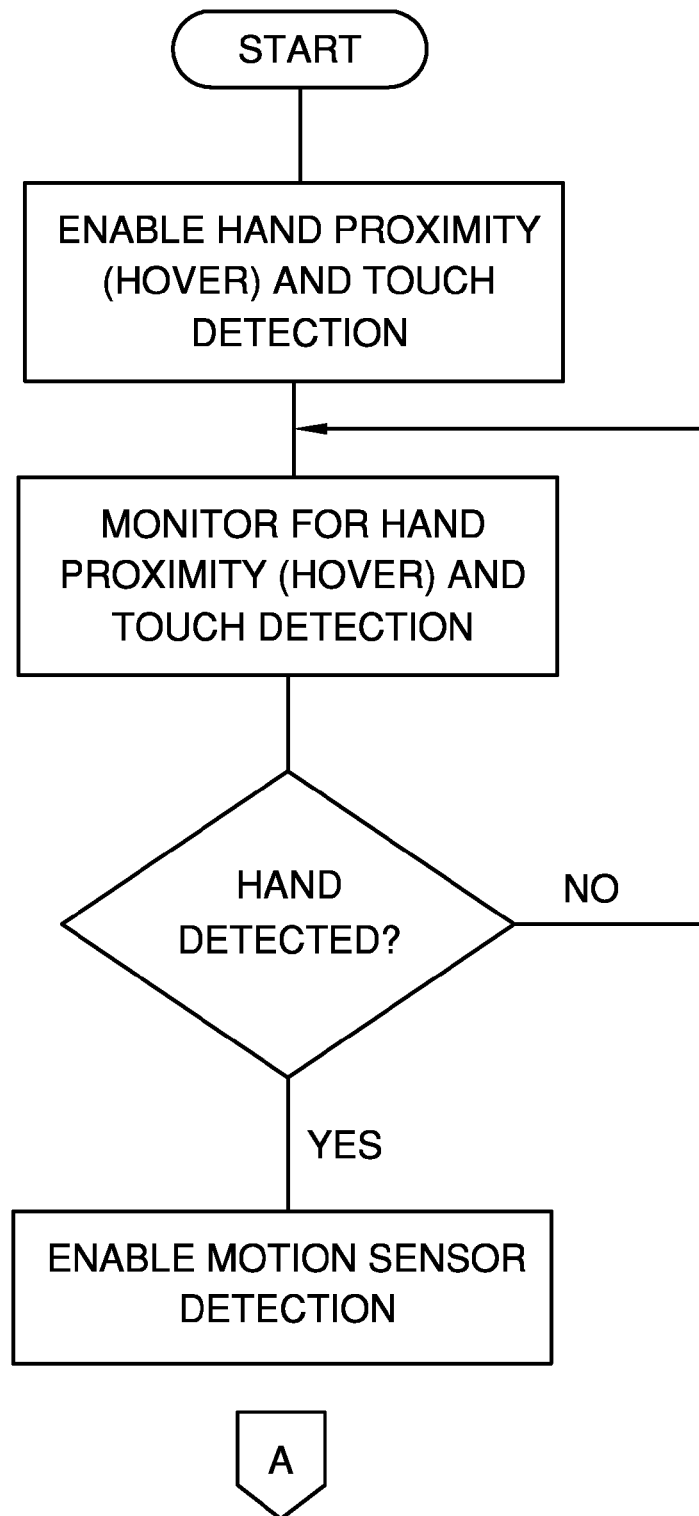 START
ENABLE HAND PROXIMITY
(HOVER) AND TOUCH
DETECTION
MONITOR FOR HAND
PROXIMITY (HOVER) AND
TOUCH DETECTION
HAND
DETECTED?
NO
YES
ENABLE MOTION SENSOR
DETECTION
A